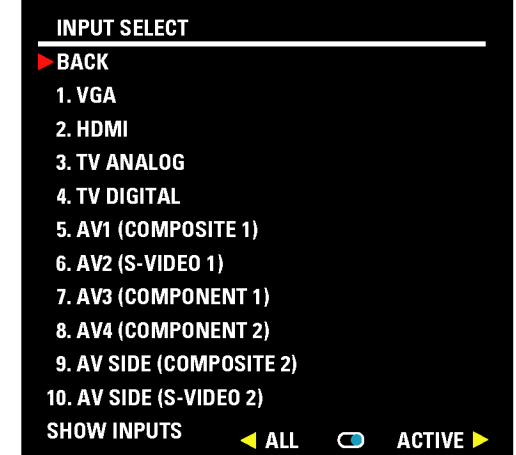 INPUT SELECT
BACK
1. VGA
2. HDMI
3. TV ANALOG
4. TV DIGITAL
5. AV1 (COMPOSITE 1)
6. AV2 (S-VIDEO 1)
7. AV3 (COMPONENT 1)
8. AV4 (COMPONENT 2)
9. AV SIDE (COMPOSITE 2)
10. AV SIDE (S-VIDEO 2)
SHOW INPUTS ALL ACTIVE